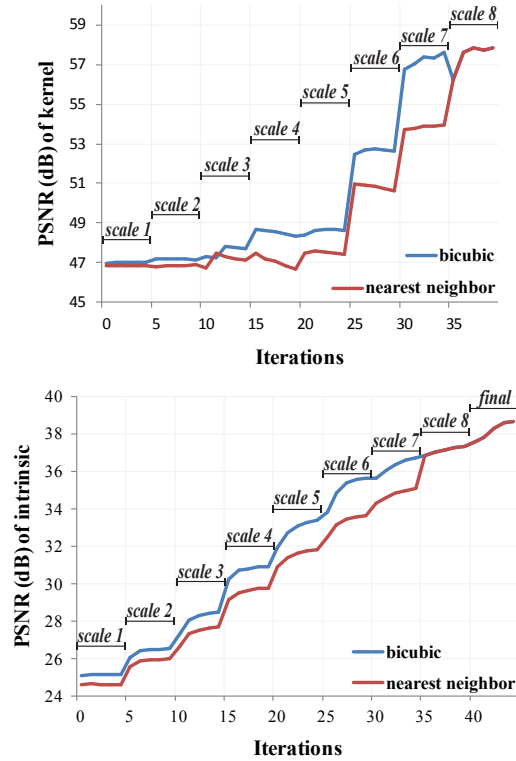 59
57
55
53
51
49
47
45
PSNR (dB) of kernel
scale 1
scale 2
scale 3
scale 4
scale 5
scale 6
scale 7
scale 8
bicubic
nearest neighbor
0 5 10 15 20 25 30 35
Iterations
40
38
36
34
32
30
28
26
24
PSNR (dB) of intrinsic
scale 1
scale 2
scale 3
scale 4
scale 5
scale 6
scale 7
scale 8
final
bicubic
nearest neighbor
0 5 10 15 20 25 30 35 40
Iterations